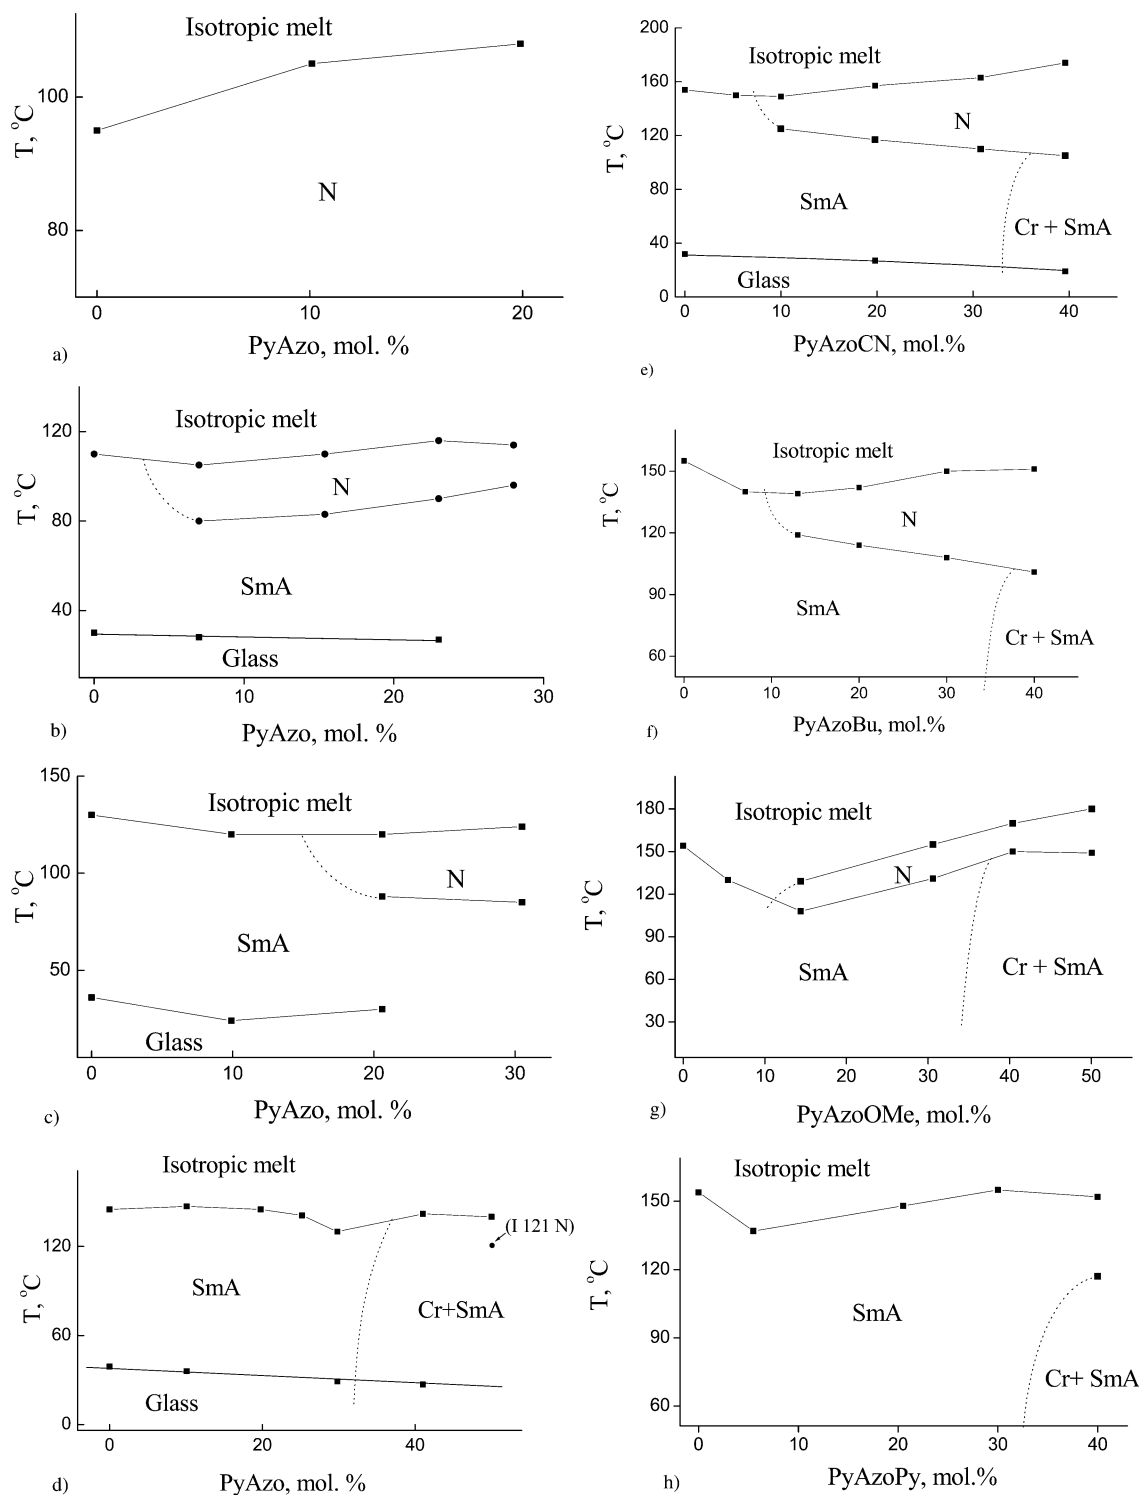 Isotropic melt
100
80
T, °C
N
0
10
20
PyAzo, mol. %
a)
200
160
120
80
40
0
T, °C
Isotropic melt
N
SmA
Cr + SmA
Glass
0
10
20
30
40
PyAzoCN, mol.%
e)
120
80
40
T, °C
Isotropic melt
N
SmA
Glass
0
10
20
30
PyAzo, mol. %
b)
150
120
90
60
T, °C
Isotropic melt
N
SmA
Cr + SmA
0
10
20
30
40
PyAzoBu, mol.%
f)
150
100
50
T, °C
Isotropic melt
N
SmA
Glass
0
10
20
30
PyAzo, mol. %
c)
180
150
120
90
60
30
T, °C
Isotropic melt
N
SmA
Cr + SmA
0
10
20
30
40
50
PyAzoOMe, mol.%
g)
120
60
0
T, °C
Isotropic melt
(I 121 N)
SmA
Cr+SmA
Glass
0
20
40
PyAzo, mol. %
d)
150
120
90
60
T, °C
Isotropic melt
SmA
Cr+ SmA
0
10
20
30
40
PyAzoPy, mol.%
h)